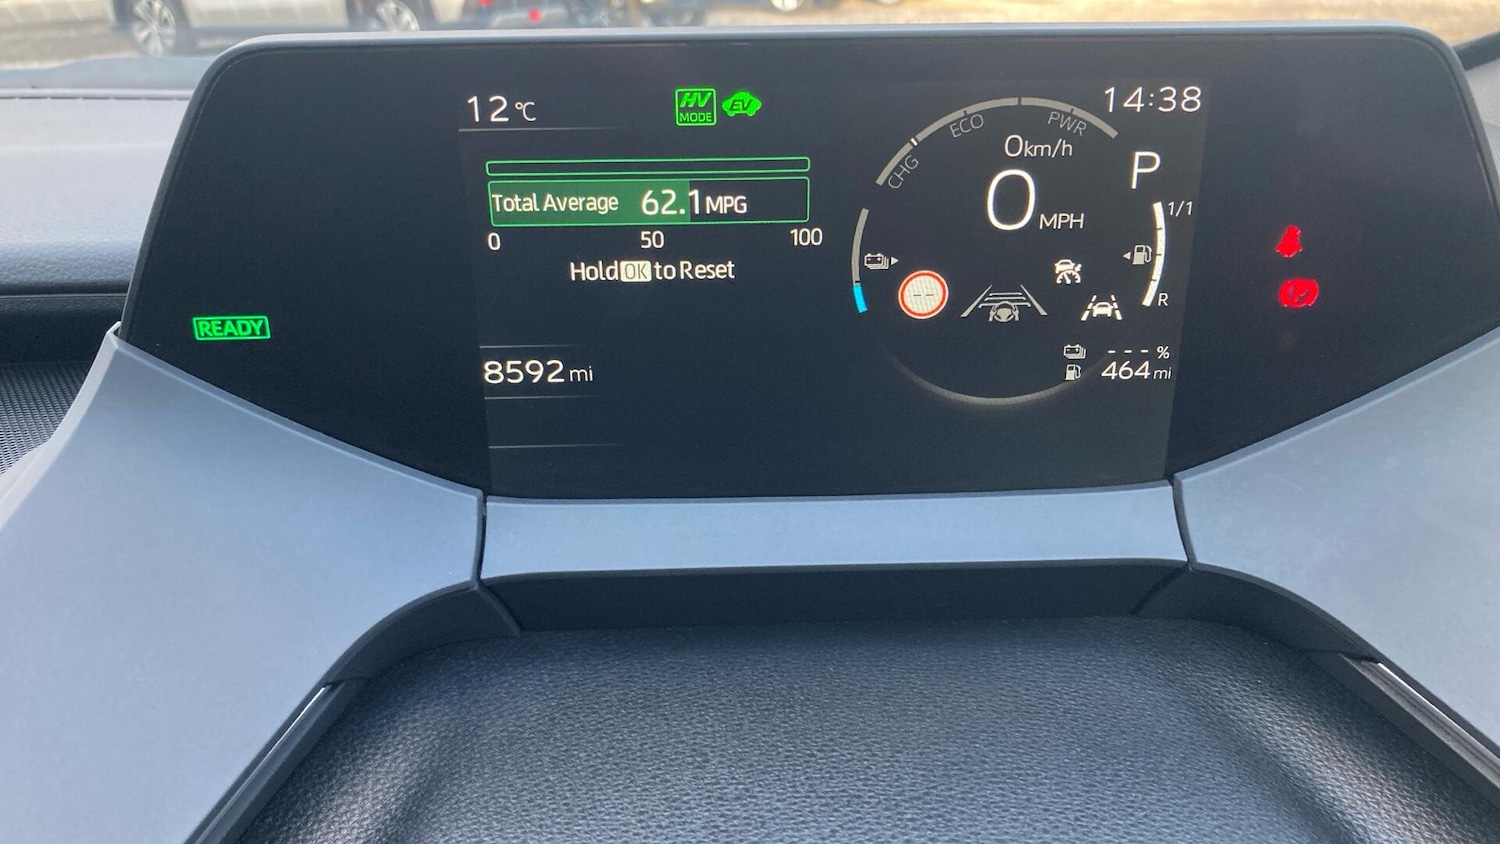 12°C
HV MODE
EV
14:38
CHG
ECO
PWR
0km/h
P
0 MPH
1/1
R
Total Average 62.1 MPG
0 50 100
Hold OK to Reset
--
READY
8592 mi
--- %
464 mi